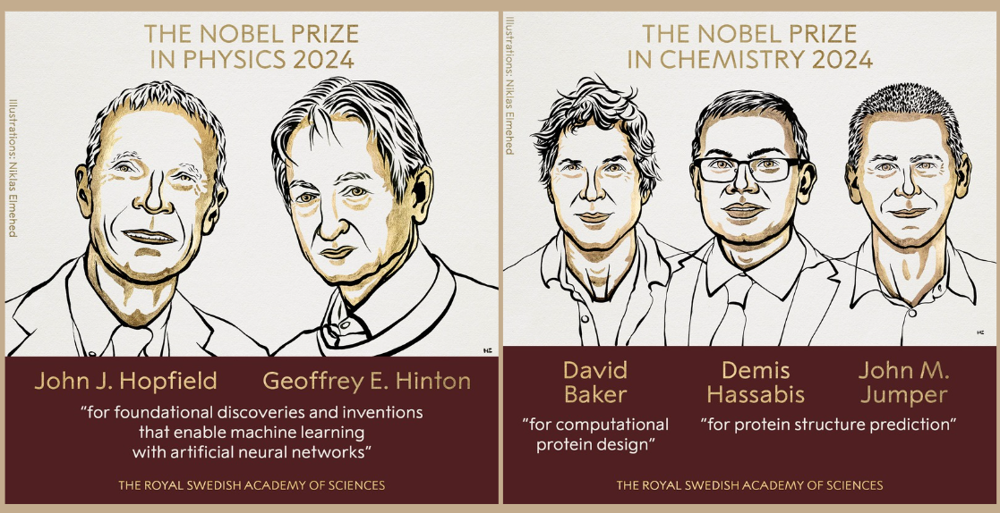 THE NOBEL PRIZE
IN PHYSICS 2024
Illustrations: Niklas Elmehed
John J. Hopfield
Geoffrey E. Hinton
“for foundational discoveries and inventions
that enable machine learning
with artificial neural networks”
THE ROYAL SWEDISH ACADEMY OF SCIENCES
THE NOBEL PRIZE
IN CHEMISTRY 2024
Illustrations: Niklas Elmehed
David
Baker
“for computational
protein design”
Demis
Hassabis
John M.
Jumper
“for protein structure prediction”
THE ROYAL SWEDISH ACADEMY OF SCIENCES